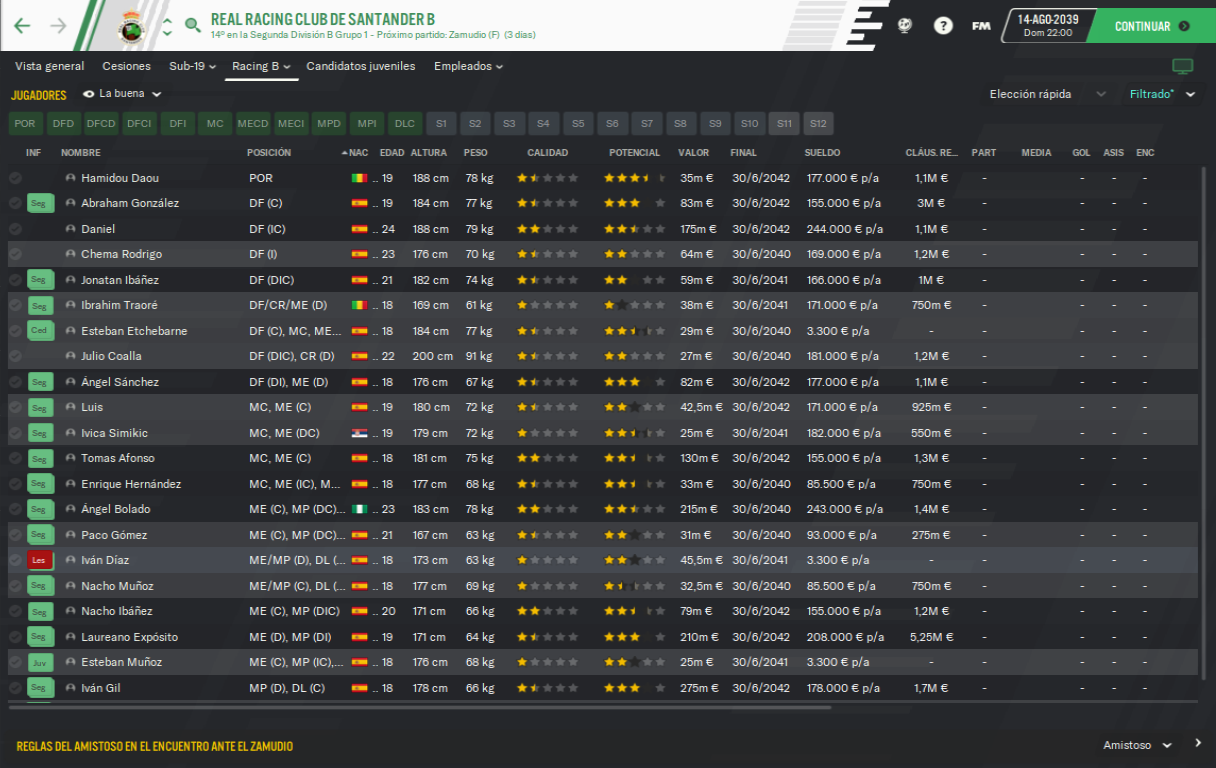 REAL RACING CLUB DE SANTANDER B
14º en la Segunda División B Grupo 1 - Próximo partido: Zamudio (F) (3 días)
? FM 14-AGO-2039 Dom 22:00 CONTINUAR
Vista general Cesiones Sub-19 Racing B Candidatos juveniles Empleados
JUGADORES La buena Elección rápida Filtrado*
POR DFD DFCD DFCI DFI MC MECD MECI MPD MPI DLC S1 S2 S3 S4 S5 S6 S7 S8 S9 S10 S11 S12
INF NOMBRE POSICIÓN NAC EDAD ALTURA PESO CALIDAD POTENCIAL VALOR FINAL SUELDO CLÁUS. RE... PART MEDIA GOL ASIS ENC
Hamidou Daou POR .. 19 188 cm 78 kg 35m € 30/6/2042 177.000 € p/a 1,1M € - - - -
Seg Abraham González DF (C) .. 19 184 cm 77 kg 83m € 30/6/2042 155.000 € p/a 3M € - - - -
Daniel DF (IC) .. 24 188 cm 79 kg 175m € 30/6/2042 244.000 € p/a 1,1M € - - - -
Chema Rodrigo DF (I) .. 23 176 cm 70 kg 64m € 30/6/2040 169.000 € p/a 1,2M € - - - -
Seg Jonatan Ibáñez DF (DIC) .. 21 182 cm 74 kg 59m € 30/6/2041 166.000 € p/a 1M € - - - -
Seg Ibrahim Traoré DF/CR/ME (D) .. 18 169 cm 61 kg 38m € 30/6/2041 171.000 € p/a 750m € - - - -
Ced Esteban Etchebarne DF (C), MC, ME... .. 18 184 cm 77 kg 29m € 30/6/2040 3.300 € p/a - - - - -
Julio Coalla DF (DIC), CR (D) .. 22 200 cm 91 kg 27m € 30/6/2040 181.000 € p/a 1,2M € - - - -
Seg Ángel Sánchez DF (DI), ME (D) .. 18 176 cm 67 kg 82m € 30/6/2042 177.000 € p/a 1,1M € - - - -
Seg Luis MC, ME (C) .. 19 180 cm 72 kg 42,5m € 30/6/2042 171.000 € p/a 925m € - - - -
Seg Ivica Simikic MC, ME (DC) .. 19 179 cm 72 kg 25m € 30/6/2041 182.000 € p/a 550m € - - - -
Seg Tomas Afonso MC, ME (C) .. 18 181 cm 75 kg 130m € 30/6/2042 155.000 € p/a 1,3M € - - - -
Seg Enrique Hernández MC, ME (IC), M... .. 18 177 cm 68 kg 33m € 30/6/2040 85.500 € p/a 750m € - - - -
Seg Ángel Bolado ME (C), MP (DC)... .. 23 183 cm 78 kg 215m € 30/6/2042 243.000 € p/a 1,4M € - - - -
Seg Paco Gómez ME (C), MP (DC)... .. 21 167 cm 63 kg 31m € 30/6/2040 93.000 € p/a 275m € - - - -
Les Iván Díaz ME/MP (D), DL (... .. 18 173 cm 63 kg 45,5m € 30/6/2041 3.300 € p/a - - - - -
Seg Nacho Muñoz ME/MP (C), DL (... .. 18 177 cm 69 kg 32,5m € 30/6/2040 85.500 € p/a 750m € - - - -
Seg Nacho Ibáñez ME (C), MP (DIC) .. 20 171 cm 66 kg 79m € 30/6/2042 155.000 € p/a 1,2M € - - - -
Seg Laureano Expósito ME (D), MP (DI) .. 19 171 cm 64 kg 210m € 30/6/2042 208.000 € p/a 5,25M € - - - -
Juv Esteban Muñoz ME (C), MP (IC),... .. 18 176 cm 68 kg 25m € 30/6/2041 3.300 € p/a - - - - -
Seg Iván Gil MP (D), DL (C) .. 18 178 cm 66 kg 275m € 30/6/2042 178.000 € p/a 1,7M € - - - -
REGLAS DEL AMISTOSO EN EL ENCUENTRO ANTE EL ZAMUDIO Amistoso